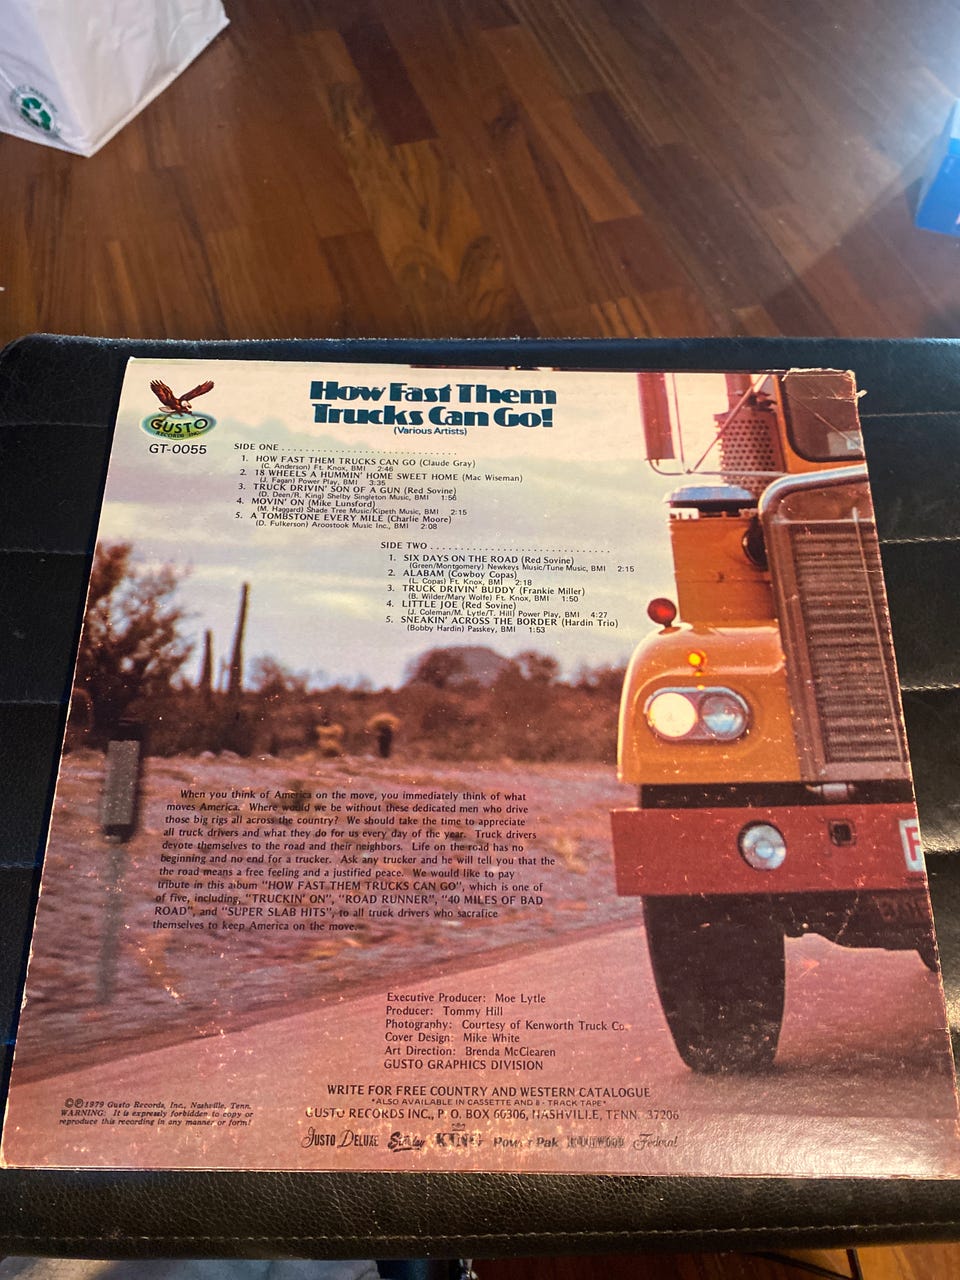 GUSTO
RECORDS INC.
GT-0055
How Fast Them
Trucks Can Go!
(Various Artists)
SIDE ONE
1. HOW FAST THEM TRUCKS CAN GO (Claude Gray)
(C. Anderson) Ft. Knox, BMI 2:46
2. 18 WHEELS A HUMMIN' HOME SWEET HOME (Mac Wiseman)
(J. Fagan) Power Play, BMI 3:35
3. TRUCK DRIVIN' SON OF A GUN (Red Sovine)
(D. Deen/R. King) Shelby Singleton Music, BMI 1:56
4. MOVIN' ON (Mike Lunsford)
(M. Haggard) Shade Tree Music/Kipeth Music, BMI 2:15
5. A TOMBSTONE EVERY MILE (Charlie Moore)
(D. Fulkerson) Aroostook Music Inc., BMI 2:08
SIDE TWO
1. SIX DAYS ON THE ROAD (Red Sovine)
(Green/Montgomery) Newkeys Music/Tune Music, BMI 2:15
2. ALABAM (Cowboy Copas)
(L. Copas) Ft. Knox, BMI 2:18
3. TRUCK DRIVIN' BUDDY (Frankie Miller)
(B. Wilder/Mary Wolfe) Ft. Knox, BMI 1:50
4. LITTLE JOE (Red Sovine)
(J. Coleman/M. Lytle/T. Hill) Power Play, BMI 4:27
5. SNEAKIN' ACROSS THE BORDER (Hardin Trio)
(Bobby Hardin) Passkey, BMI 1:53
When you think of America on the move, you immediately think of what
moves America. Where would we be without these dedicated men who drive
those big rigs all across the country? We should take the time to appreciate
all truck drivers and what they do for us every day of the year. Truck drivers
devote themselves to the road and their neighbors. Life on the road has no
beginning and no end for a trucker. Ask any trucker and he will tell you that the
the road means a free feeling and a justified peace. We would like to pay
tribute in this album "HOW FAST THEM TRUCKS CAN GO", which is one of
of five, including, "TRUCKIN' ON", "ROAD RUNNER", "40 MILES OF BAD
ROAD", and "SUPER SLAB HITS", to all truck drivers who sacrafice
themselves to keep America on the move.
Executive Producer: Moe Lytle
Producer: Tommy Hill
Photography: Courtesy of Kenworth Truck Co.
Cover Design: Mike White
Art Direction: Brenda McClearen
GUSTO GRAPHICS DIVISION
WRITE FOR FREE COUNTRY AND WESTERN CATALOGUE
*ALSO AVAILABLE IN CASSETTE AND 8-TRACK TAPE*
GUSTO RECORDS INC., P.O. BOX 60306, NASHVILLE, TENN. 37206
©℗1979 Gusto Records, Inc., Nashville, Tenn.
WARNING: It is expressly forbidden to copy or
reproduce this recording in any manner or form!
Gusto Deluxe Starday KING Power Pak HOLLYWOOD Federal